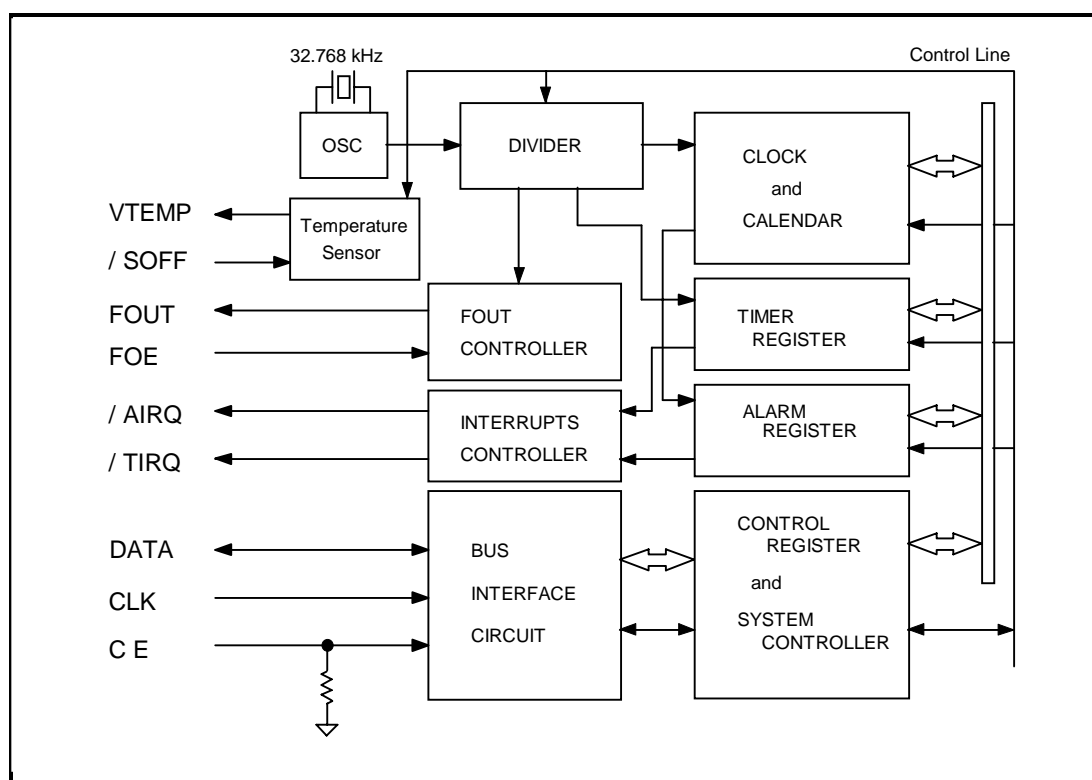 32.768 kHz
Control Line
OSC
DIVIDER
CLOCK
and
CALENDAR
VTEMP
/ SOFF
Temperature
Sensor
FOUT
FOE
FOUT
CONTROLLER
TIMER
REGISTER
/ AIRQ
/ TIRQ
INTERRUPTS
CONTROLLER
ALARM
REGISTER
DATA
CLK
C E
BUS
INTERFACE
CIRCUIT
CONTROL
REGISTER
and
SYSTEM
CONTROLLER